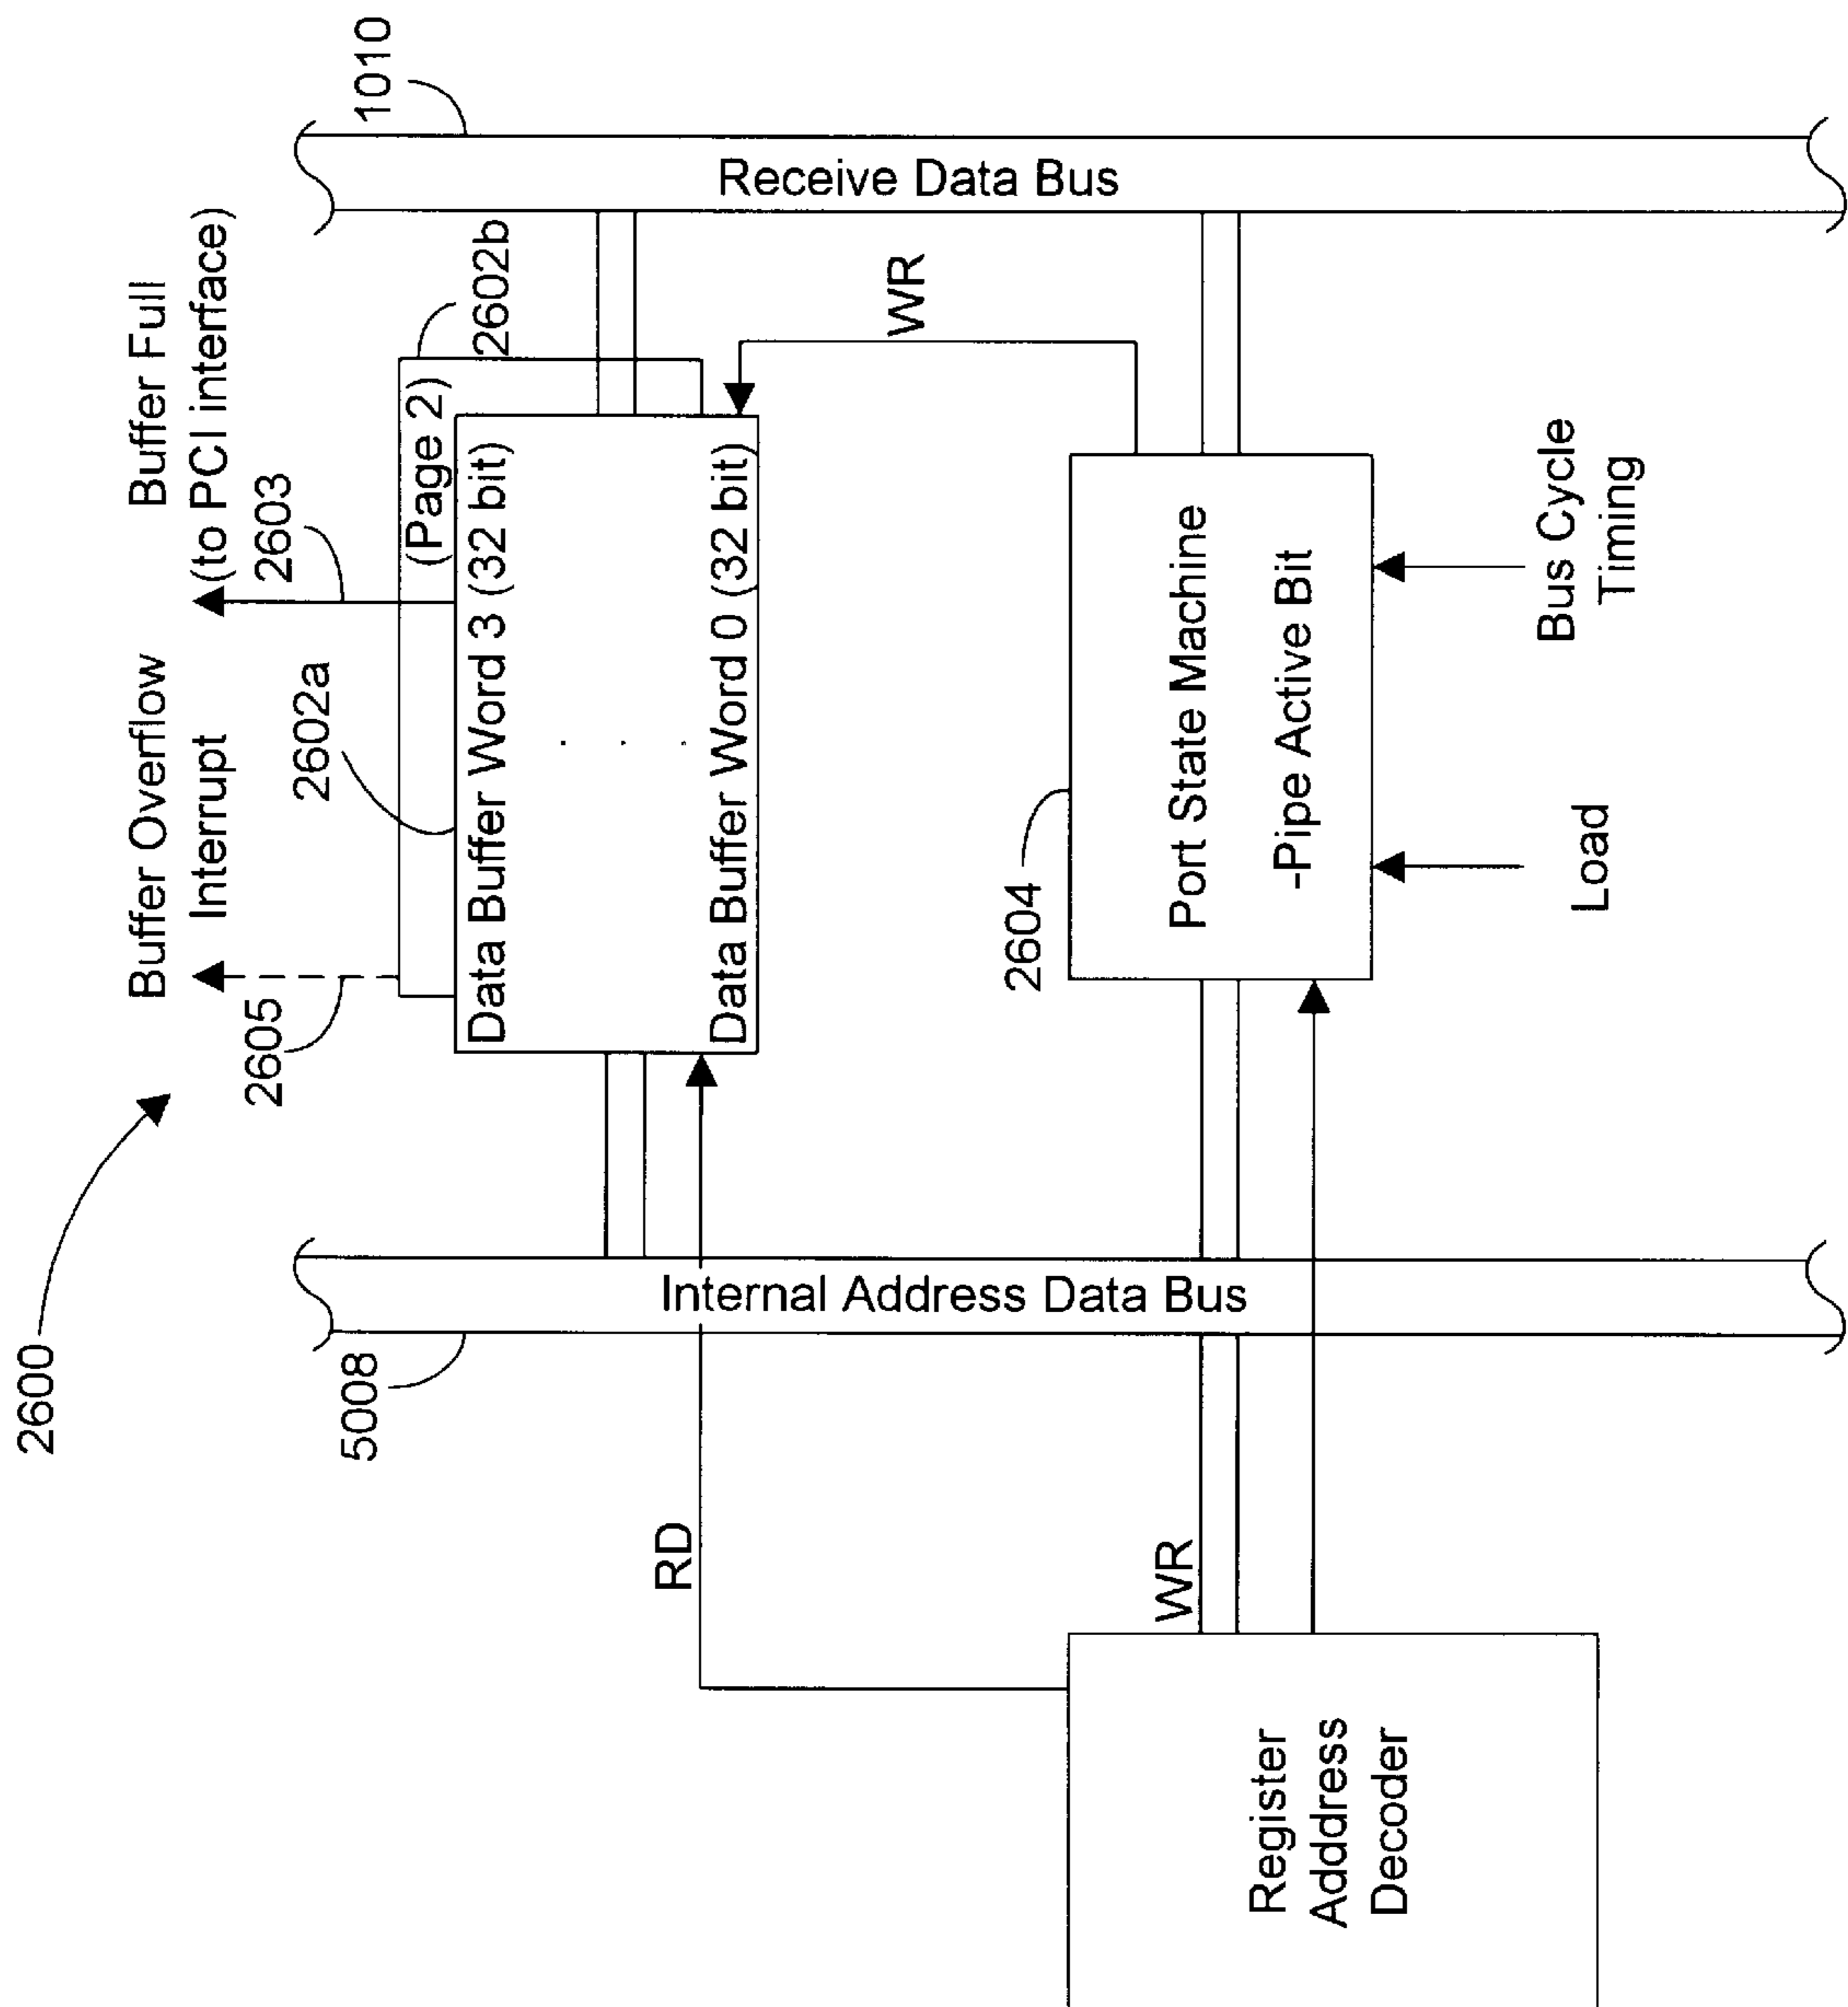 2600
Buffer Overflow
Interrupt
Buffer Full
(to PCI interface)
2605
2602a
2603
2602b
1010
5008
(Page 2)
Data Buffer Word 3 (32 bit)
.
.
.
Data Buffer Word 0 (32 bit)
RD
WR
Internal Address Data Bus
Receive Data Bus
2604
WR
Port State Machine
-Pipe Active Bit
Register
Adddress
Decoder
Load
Bus Cycle
Timing